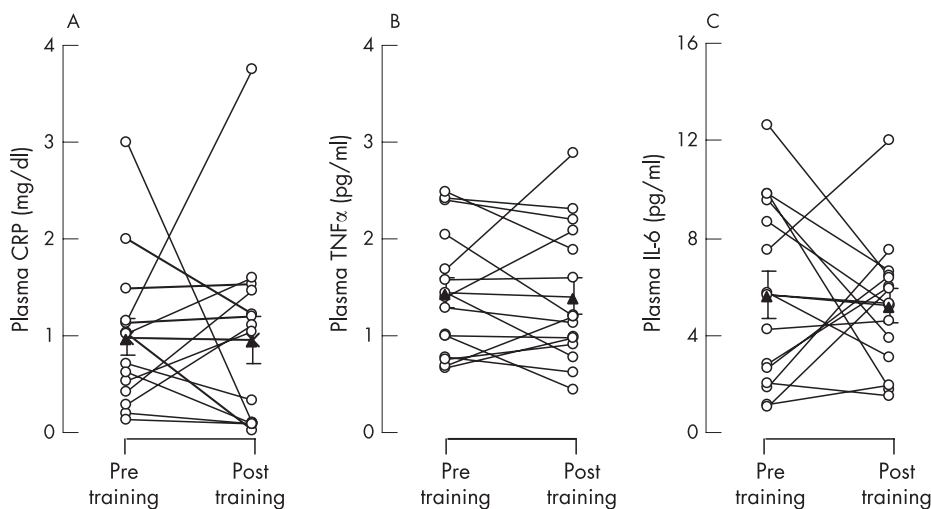 A
4
3
2
1
0
Plasma CRP (mg/dl)
Pre
training
Post
training
B
4
3
2
1
0
Plasma TNFα (pg/ml)
Pre
training
Post
training
C
16
12
8
4
0
Plasma IL-6 (pg/ml)
Pre
training
Post
training